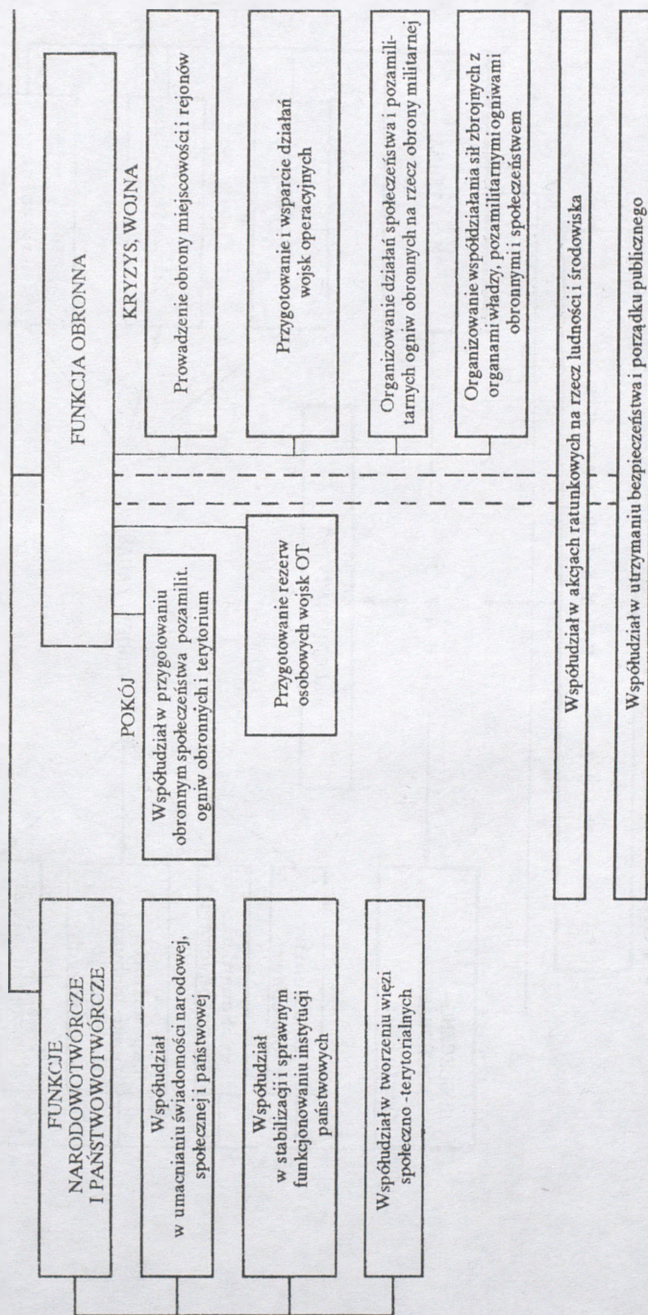 FUNKCJE
NARODOWOTWÓRCZE
I PAŃSTWOWOTWÓRCZE
Współudział
w umacnianiu świadomości narodowej,
społecznej i państwowej
Współudział
w stabilizacji i sprawnym
funkcjonowaniu instytucji
państwowych
Współudział w tworzeniu więzi
społeczno -terytorialnych
FUNKCJA OBRONNA
POKÓJ
Współudział w przygotowaniu
obronnym społeczeństwa pozamilit.
ogniw obronnych i terytorium
Przygotowanie rezerw
osobowych wojsk OT
KRYZYS, WOJNA
Prowadzenie obrony miejscowości i rejonów
Przygotowanie i wsparcie działań
wojsk operacyjnych
Organizowanie działań społeczeństwa i pozamili-
tarnych ogniw obronnych na rzecz obrony militarnej
Organizowanie współdziałania sił zbrojnych z
organami władzy, pozamilitarnymi ogniwami
obronnymi i społeczeństwem
Współudział w akcjach ratunkowych na rzecz ludności i środowiska
Współudział w utrzymaniu bezpieczeństwa i porządku publicznego